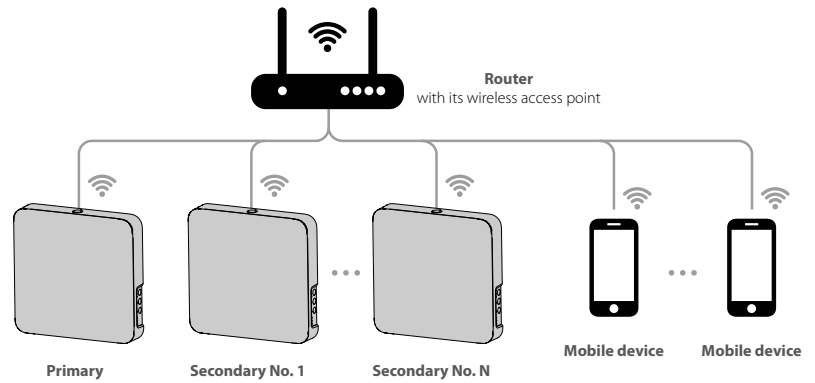 Router
with its wireless access point
Primary
Secondary No. 1
Secondary No. N
Mobile device
Mobile device